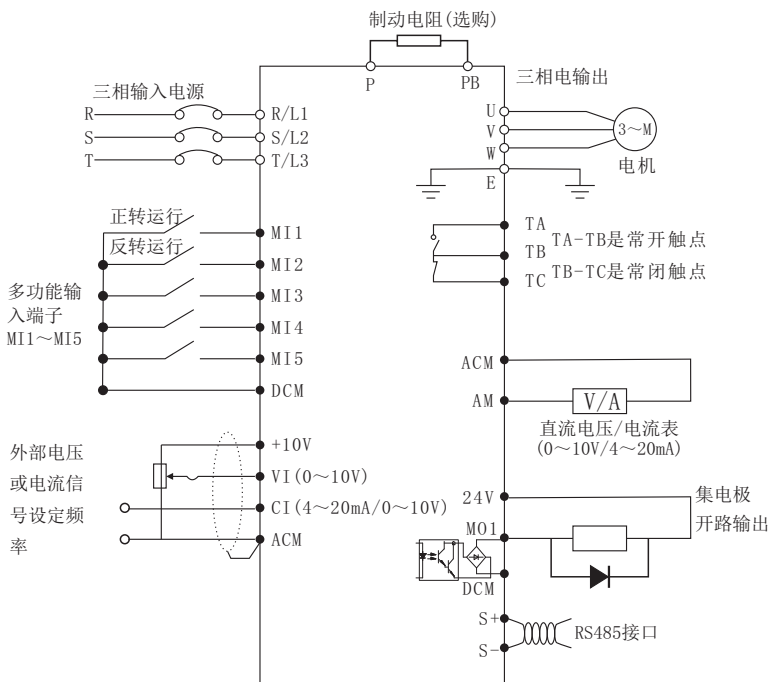 制动电阻(选购)
P
PB
三相输入电源
R
R/L1
S
S/L2
T
T/L3
三相电输出
U
V
W
E
3～M
电机
正转运行
MI1
反转运行
MI2
MI3
MI4
MI5
DCM
多功能输
入端子
MI1～MI5
TA
TB
TC
TA-TB是常开触点
TB-TC是常闭触点
ACM
AM
V/A
直流电压/电流表
(0～10V/4～20mA)
外部电压
或电流信
号设定频
率
+10V
VI(0～10V)
CI(4～20mA/0～10V)
ACM
24V
MO1
DCM
集电极
开路输出
S+
S-
RS485接口